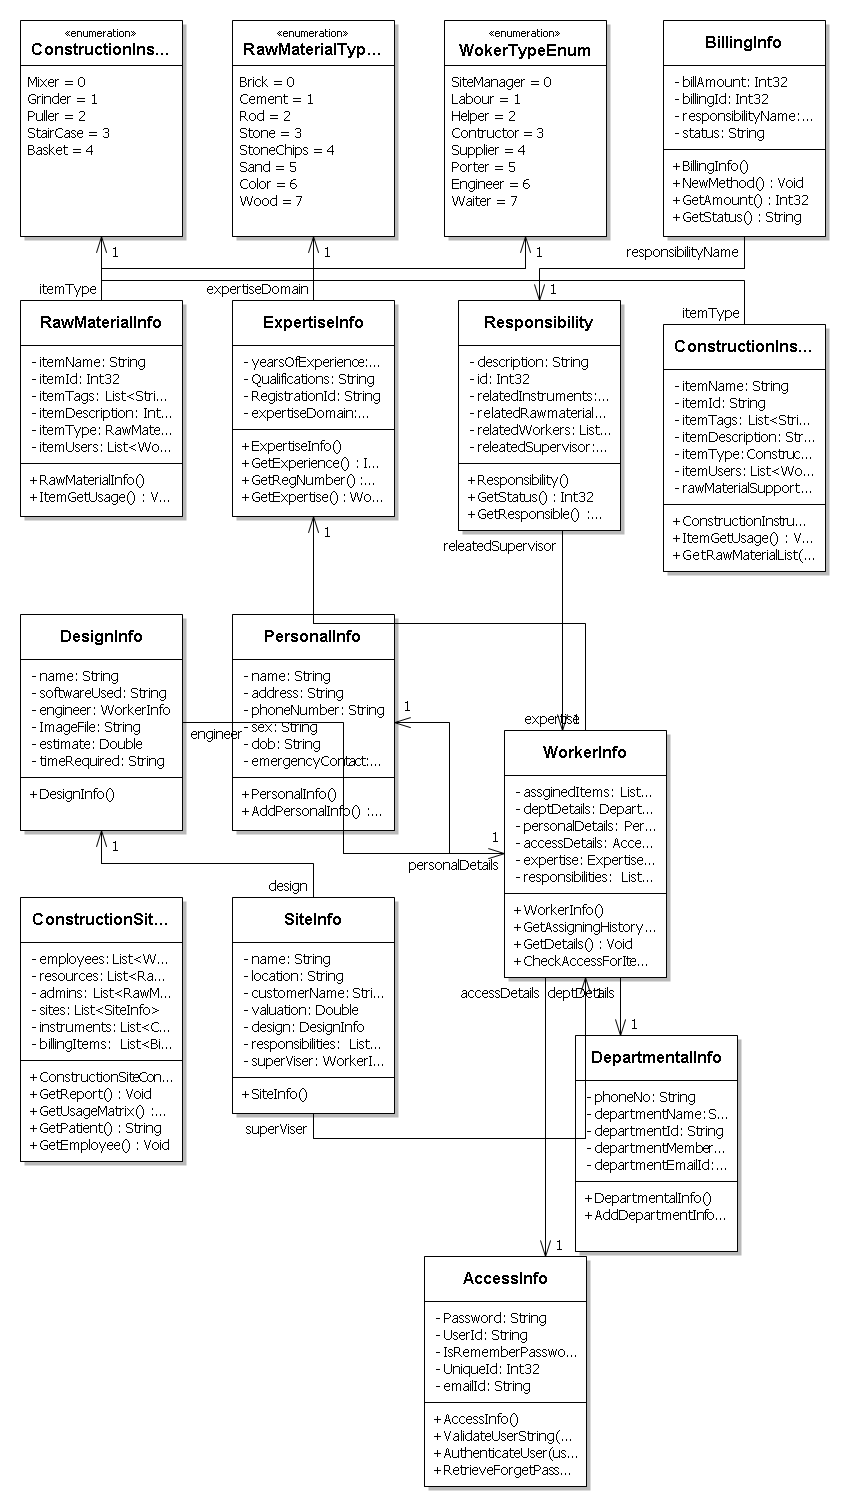 «enumeration»
ConstructionIns...
Mixer = 0
Grinder = 1
Puller = 2
StairCase = 3
Basket = 4
«enumeration»
RawMaterialTyp...
Brick = 0
Cement = 1
Rod = 2
Stone = 3
StoneChips = 4
Sand = 5
Color = 6
Wood = 7
«enumeration»
WokerTypeEnum
SiteManager = 0
Labour = 1
Helper = 2
Contructor = 3
Supplier = 4
Porter = 5
Engineer = 6
Waiter = 7
BillingInfo
- billAmount: Int32
- billingId: Int32
- responsibilityName:...
- status: String
+ BillingInfo()
+ NewMethod() : Void
+ GetAmount() : Int32
+ GetStatus() : String
1
1
1
responsibilityName
itemType
expertiseDomain
1
itemType
RawMaterialInfo
- itemName: String
- itemId: Int32
- itemTags: List<Stri...
- itemDescription: Int...
- itemType: RawMate...
- itemUsers: List<Wo...
+ RawMaterialInfo()
+ ItemGetUsage() : V...
ExpertiseInfo
- yearsOfExperience:...
- Qualifications: String
- RegistrationId: String
- expertiseDomain:...
+ ExpertiseInfo()
+ GetExperience() : I...
+ GetRegNumber() :...
+ GetExpertise() : Wo...
Responsibility
- description: String
- id: Int32
- relatedInstruments:...
- relatedRawmaterial...
- relatedWorkers: List...
- releatedSupervisor:...
+ Responsibility()
+ GetStatus() : Int32
+ GetResponsible() :...
ConstructionIns...
- itemName: String
- itemId: String
- itemTags: List<Stri...
- itemDescription: Str...
- itemType: Construc...
- itemUsers: List<Wo...
- rawMaterialSupport...
+ ConstructionInstru...
+ ItemGetUsage() : V...
+ GetRawMaterialList(...
1
releatedSupervisor
DesignInfo
- name: String
- softwareUsed: String
- engineer: WorkerInfo
- ImageFile: String
- estimate: Double
- timeRequired: String
+ DesignInfo()
engineer
PersonalInfo
- name: String
- address: String
- phoneNumber: String
- sex: String
- dob: String
- emergencyContact:...
+ PersonalInfo()
+ AddPersonalInfo() :...
1
expertise
1
WorkerInfo
- assginedItems: List...
- deptDetails: Depart...
- personalDetails: Per...
- accessDetails: Acce...
- expertise: Expertise...
- responsibilities: List...
+ WorkerInfo()
+ GetAssigningHistory...
+ GetDetails() : Void
+ CheckAccessForIte...
1
personalDetails
1
design
ConstructionSit...
- employees: List<W...
- resources: List<Ra...
- admins: List<RawM...
- sites: List<SiteInfo>
- instruments: List<C...
- billingItems: List<Bi...
+ ConstructionSiteCon...
+ GetReport() : Void
+ GetUsageMatrix() :...
+ GetPatient() : String
+ GetEmployee() : Void
SiteInfo
- name: String
- location: String
- customerName: Stri...
- valuation: Double
- design: DesignInfo
- responsibilities: List...
- superViser: WorkerI...
+ SiteInfo()
superViser
accessDetails
deptDetails
1
1
DepartmentalInfo
- phoneNo: String
- departmentName: S...
- departmentId: String
- departmentMember...
- departmentEmailId:...
+ DepartmentalInfo()
+ AddDepartmentInfo...
1
AccessInfo
- Password: String
- UserId: String
- IsRememberPasswo...
- UniqueId: Int32
- emailId: String
+ AccessInfo()
+ ValidateUserString(...
+ AuthenticateUser(us...
+ RetrieveForgetPass...